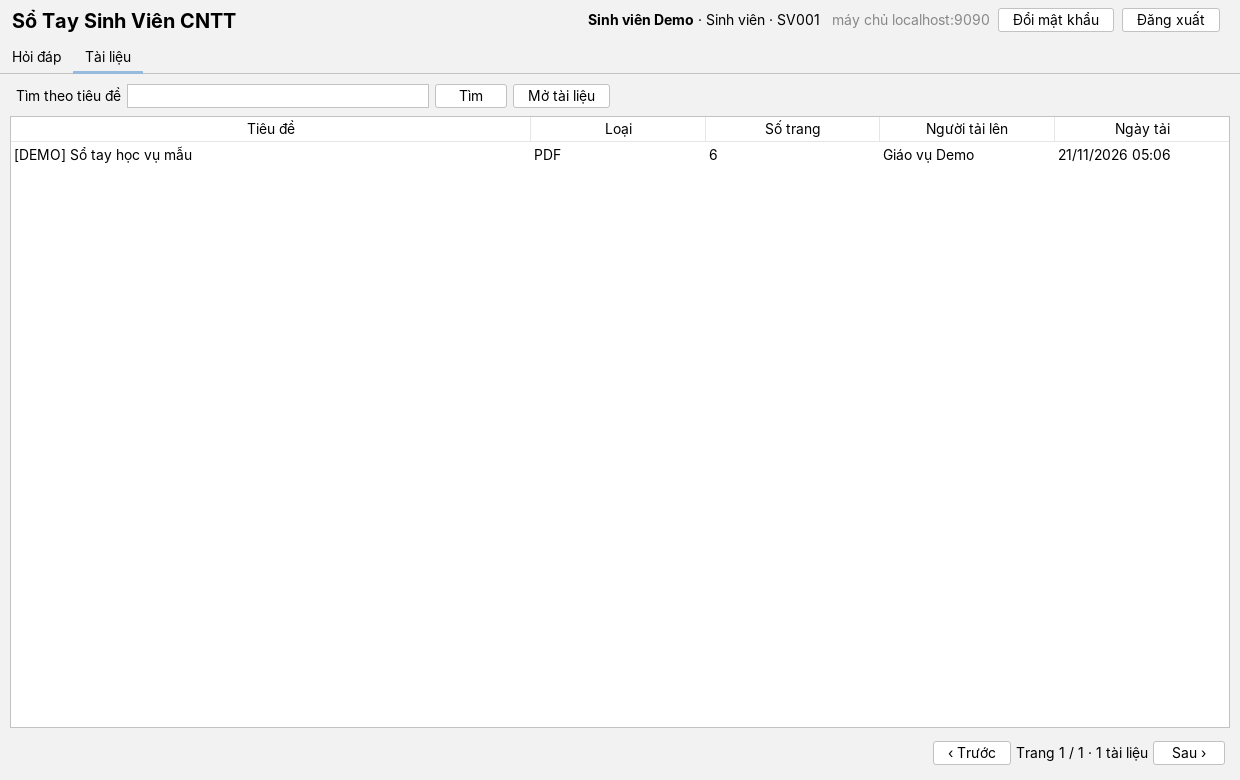 Sổ Tay Sinh Viên CNTT
Sinh viên Demo · Sinh viên · SV001 máy chủ localhost:9090 Đổi mật khẩu Đăng xuất
Hỏi đáp Tài liệu
Tìm theo tiêu đề Tìm Mở tài liệu
Tiêu đề Loại Số trang Người tải lên Ngày tải
[DEMO] Sổ tay học vụ mẫu PDF 6 Giáo vụ Demo 21/11/2026 05:06
‹ Trước Trang 1 / 1 · 1 tài liệu Sau ›